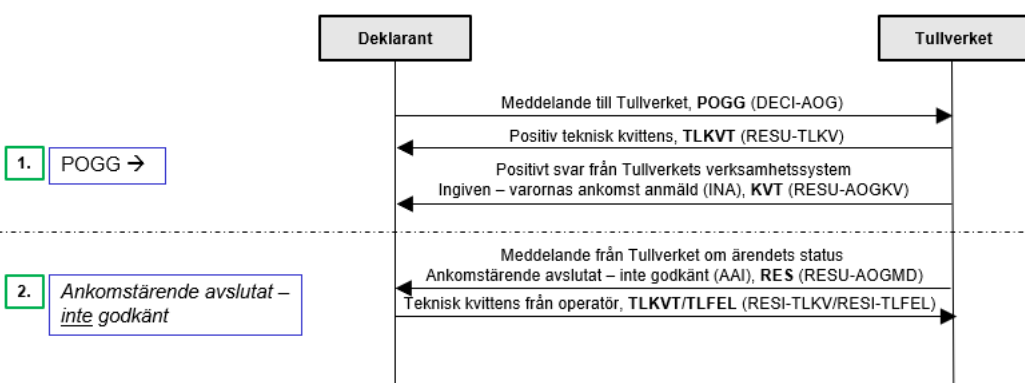 Deklarant
Tullverket
Meddelande till Tullverket, POGG (DECI-AOG)
Positiv teknisk kvittens, TLKVT (RESU-TLKV)
1.
POGG →
Positivt svar från Tullverkets verksamhetssystem
Ingiven – varornas ankomst anmäld (INA), KVT (RESU-AOGKV)
Meddelande från Tullverket om ärendets status
Ankomstärende avslutat – inte godkänt (AAI), RES (RESU-AOGMD)
2.
Ankomstärende avslutat –
inte godkänt
Teknisk kvittens från operatör, TLKVT/TLFEL (RESI-TLKV/RESI-TLFEL)